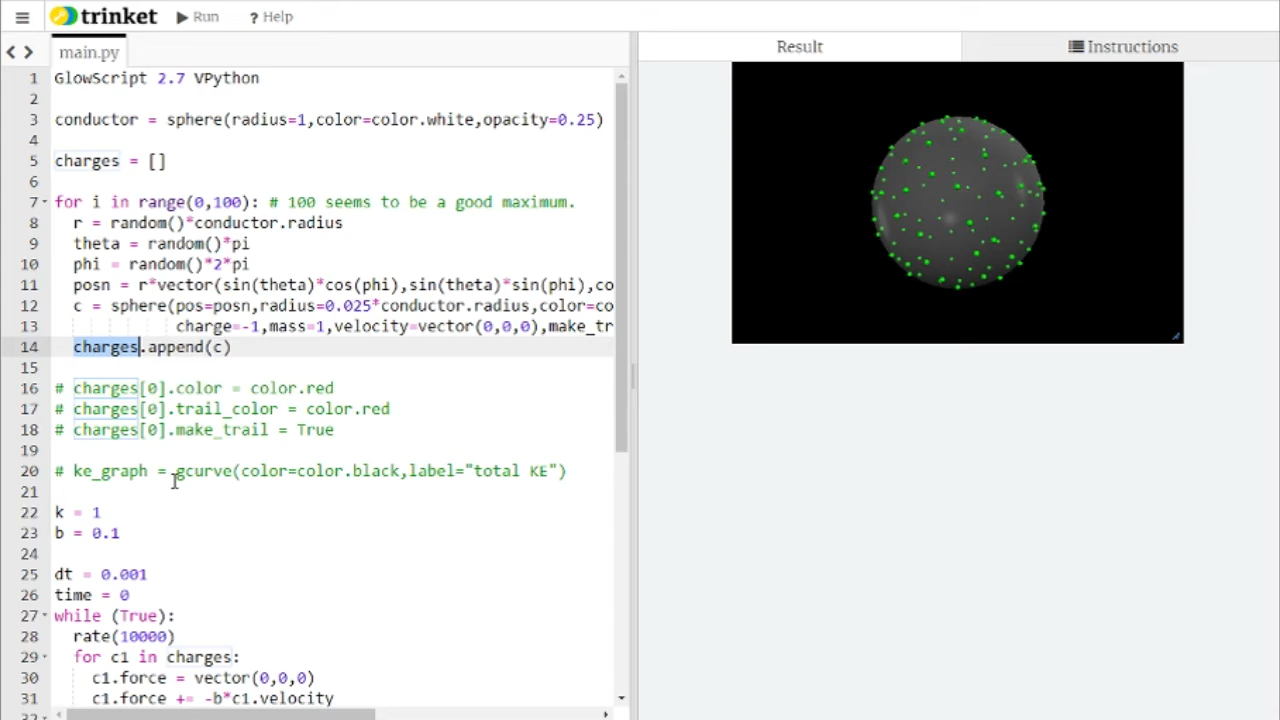 trinket
Run
? Help
main.py
Result
Instructions
1 GlowScript 2.7 VPython
2
3 conductor = sphere(radius=1,color=color.white,opacity=0.25)
4
5 charges = []
6
7 for i in range(0,100): # 100 seems to be a good maximum.
8 r = random()*conductor.radius
9 theta = random()*pi
10 phi = random()*2*pi
11 posn = r*vector(sin(theta)*cos(phi),sin(theta)*sin(phi),co
12 c = sphere(pos=posn,radius=0.025*conductor.radius,color=co
13 charge=-1,mass=1,velocity=vector(0,0,0),make_tr
14 charges.append(c)
15
16 # charges[0].color = color.red
17 # charges[0].trail_color = color.red
18 # charges[0].make_trail = True
19
20 # ke_graph = gcurve(color=color.black,label="total KE")
21
22 k = 1
23 b = 0.1
24
25 dt = 0.001
26 time = 0
27 while (True):
28 rate(10000)
29 for c1 in charges:
30 c1.force = vector(0,0,0)
31 c1.force += -b*c1.velocity
32